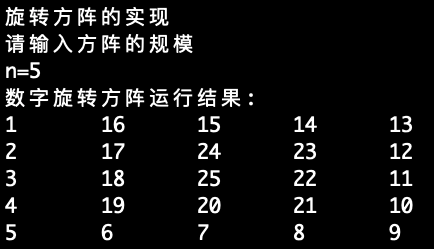 旋转方阵的实现
请输入方阵的规模
n=5
数字旋转方阵运行结果：
1 16 15 14 13
2 17 24 23 12
3 18 25 22 11
4 19 20 21 10
5 6 7 8 9